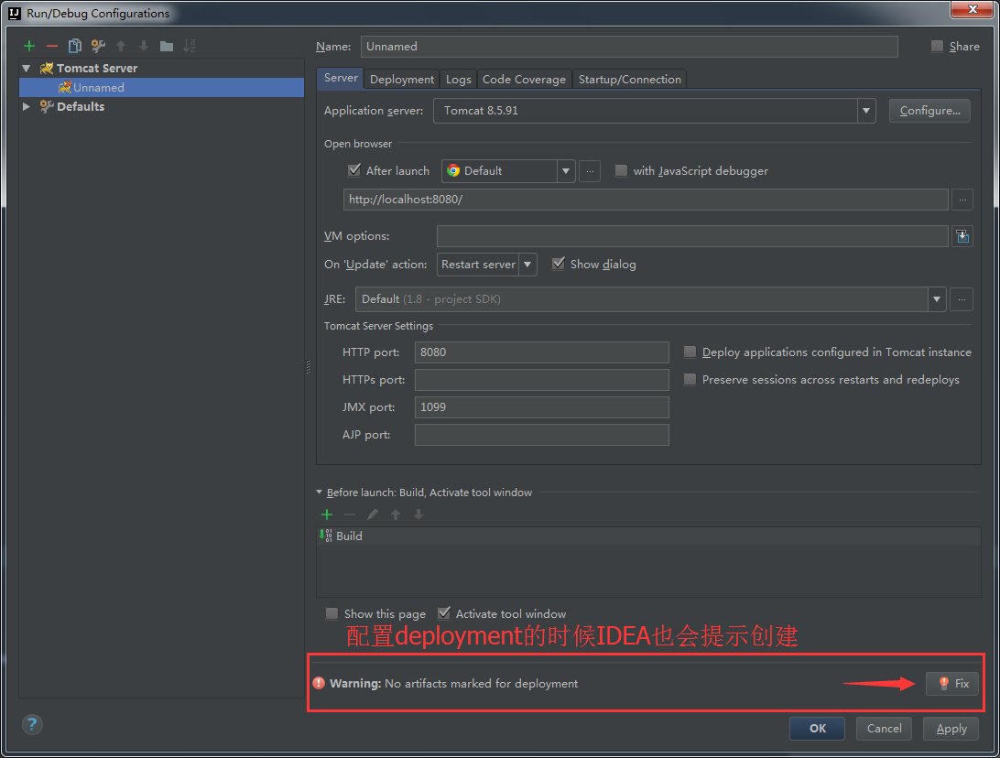 Run/Debug Configurations
Name: Unnamed Share
Tomcat Server
Unnamed
Defaults
Server Deployment Logs Code Coverage Startup/Connection
Application server: Tomcat 8.5.91 Configure...
Open browser
After launch Default ... with JavaScript debugger
http://localhost:8080/ ...
VM options:
On 'Update' action: Restart server Show dialog
JRE: Default (1.8 - project SDK) ...
Tomcat Server Settings
HTTP port: 8080 Deploy applications configured in Tomcat instance
HTTPs port: Preserve sessions across restarts and redeploys
JMX port: 1099
AJP port:
Before launch: Build, Activate tool window
Build
Show this page Activate tool window
配置deployment的时候IDEA也会提示创建
Warning: No artifacts marked for deployment Fix
? OK Cancel Apply